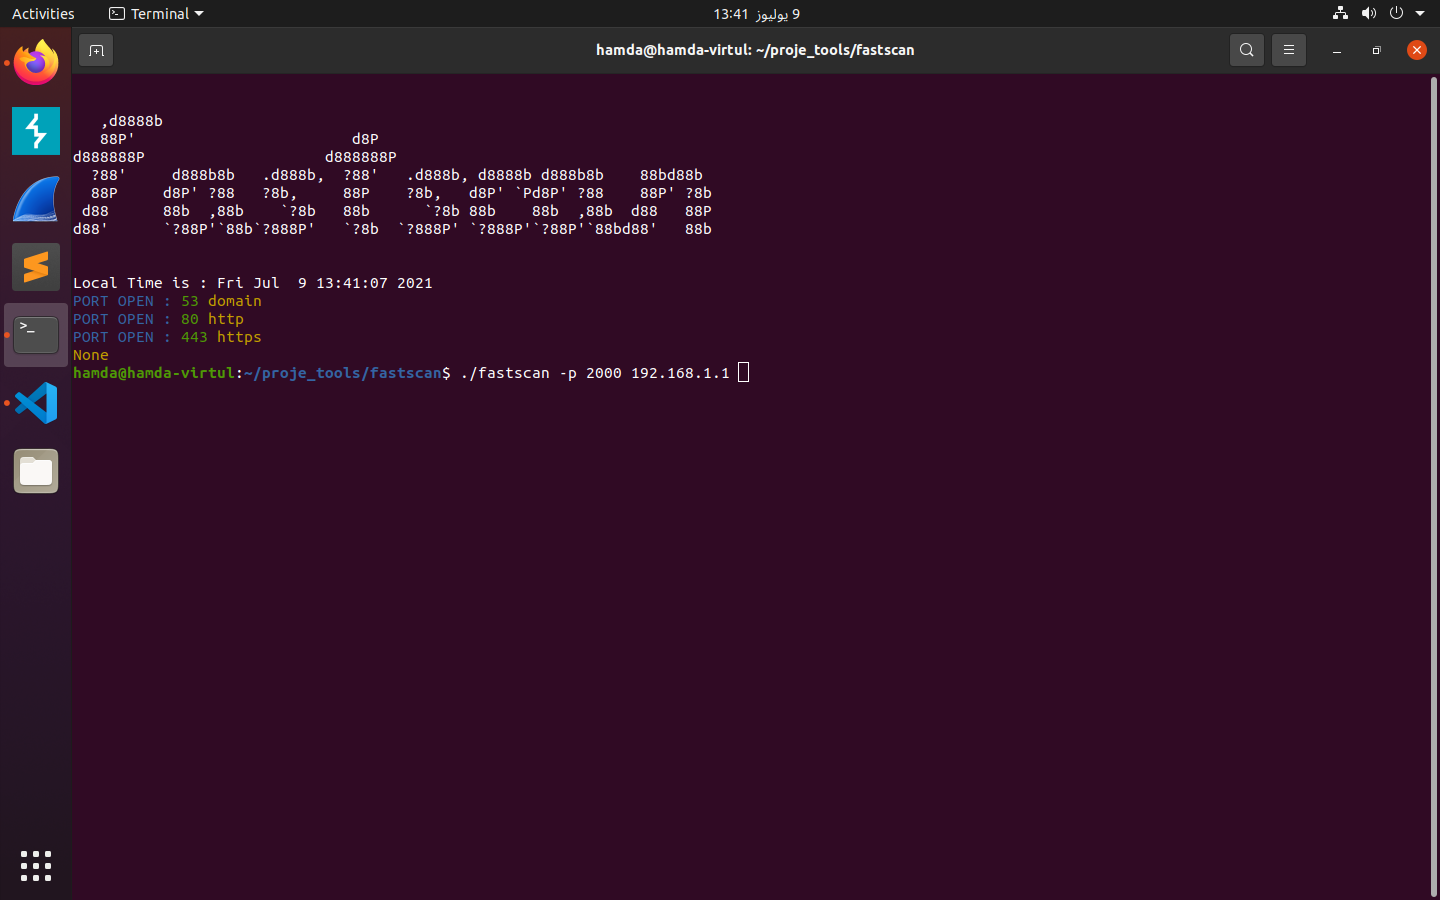 Activities
Terminal
9 يوليوز 13:41
hamda@hamda-virtul: ~/proje_tools/fastscan
   ,d8888b
   88P'                        d8P
d888888P                    d888888P
  ?88'     d888b8b   .d888b,  ?88'   .d888b, d8888b d888b8b    88bd88b
  88P     d8P' ?88   ?8b,     88P    ?8b,   d8P' `Pd8P' ?88    88P' ?8b
 d88      88b  ,88b    `?8b   88b      `?8b 88b    88b  ,88b  d88   88P
d88'      `?88P'`88b`?888P'   `?8b  `?888P' `?888P'`?88P'`88bd88'   88b
Local Time is : Fri Jul  9 13:41:07 2021
PORT OPEN : 53 domain
PORT OPEN : 80 http
PORT OPEN : 443 https
None
hamda@hamda-virtul:~/proje_tools/fastscan$ ./fastscan -p 2000 192.168.1.1